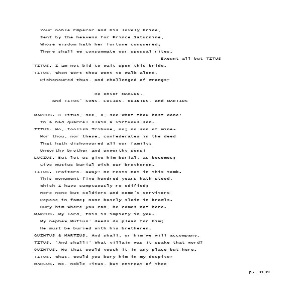 Your noble Emperor and his lovely bride,
Sent by the heavens for Prince Saturnine,
Whose wisdom hath her fortune conquered.
There shall we consummate our spousal rites.
Exeunt all but TITUS
TITUS. I am not bid to wait upon this bride.
TITUS, when wert thou wont to walk alone,
Dishonoured thus, and challenged of wrongs?
Re-enter MARCUS,
and TITUS' sons, LUCIUS, QUINTUS, and MARTIUS
MARCUS. O Titus, see, O, see what thou hast done!
In a bad quarrel slain a virtuous son.
TITUS. No, foolish Tribune, no; no son of mine-
Nor thou, nor these, confederates in the deed
That hath dishonoured all our family;
Unworthy brother and unworthy sons!
LUCIUS. But let us give him burial, as becomes;
Give Mutius burial with our brethren.
TITUS. Traitors, away! He rests not in this tomb.
This monument five hundred years hath stood,
Which I have sumptuously re-edified;
Here none but soldiers and Rome's servitors
Repose in fame; none basely slain in brawls.
Bury him where you can, he comes not here.
MARCUS. My lord, this is impiety in you.
My nephew Mutius' deeds do plead for him;
He must be buried with his brethren.
QUINTUS & MARTIUS. And shall, or him we will accompany.
TITUS. 'And shall!' What villain was it spake that word?
QUINTUS. He that would vouch it in any place but here.
TITUS. What, would you bury him in my despite?
MARCUS. No, noble Titus, but entreat of thee